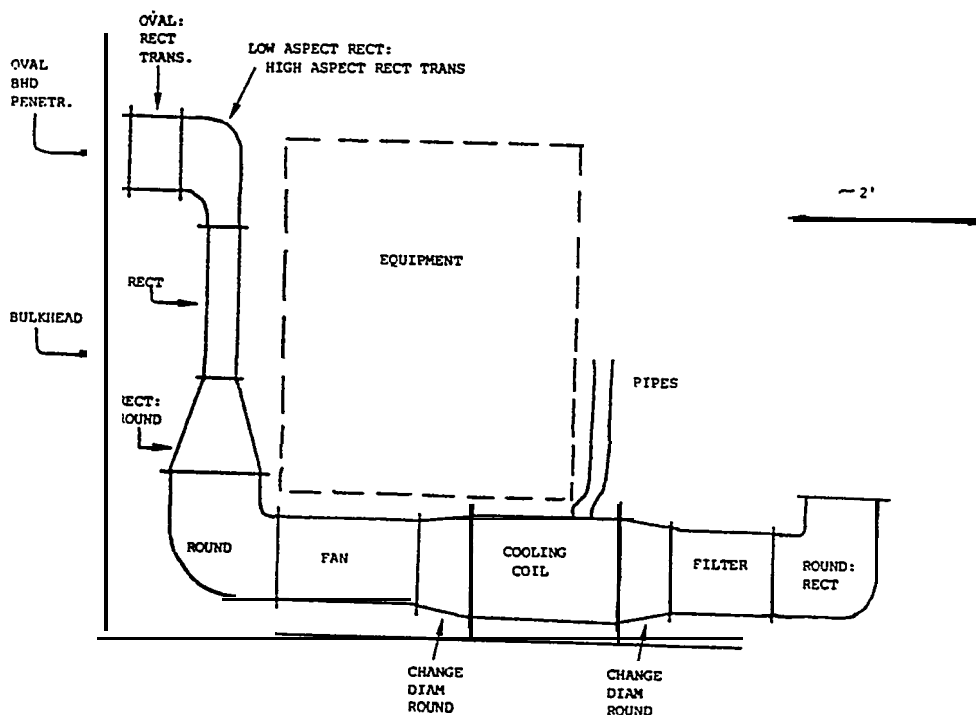 OVAL:
RECT
TRANS.
LOW ASPECT RECT:
HIGH ASPECT RECT TRANS
OVAL
BHD
PENETR.
~ 2'
EQUIPMENT
RECT
BULKHEAD
PIPES
RECT:
ROUND
ROUND
FAN
COOLING
COIL
FILTER
ROUND:
RECT
CHANGE
DIAM
ROUND
CHANGE
DIAM
ROUND